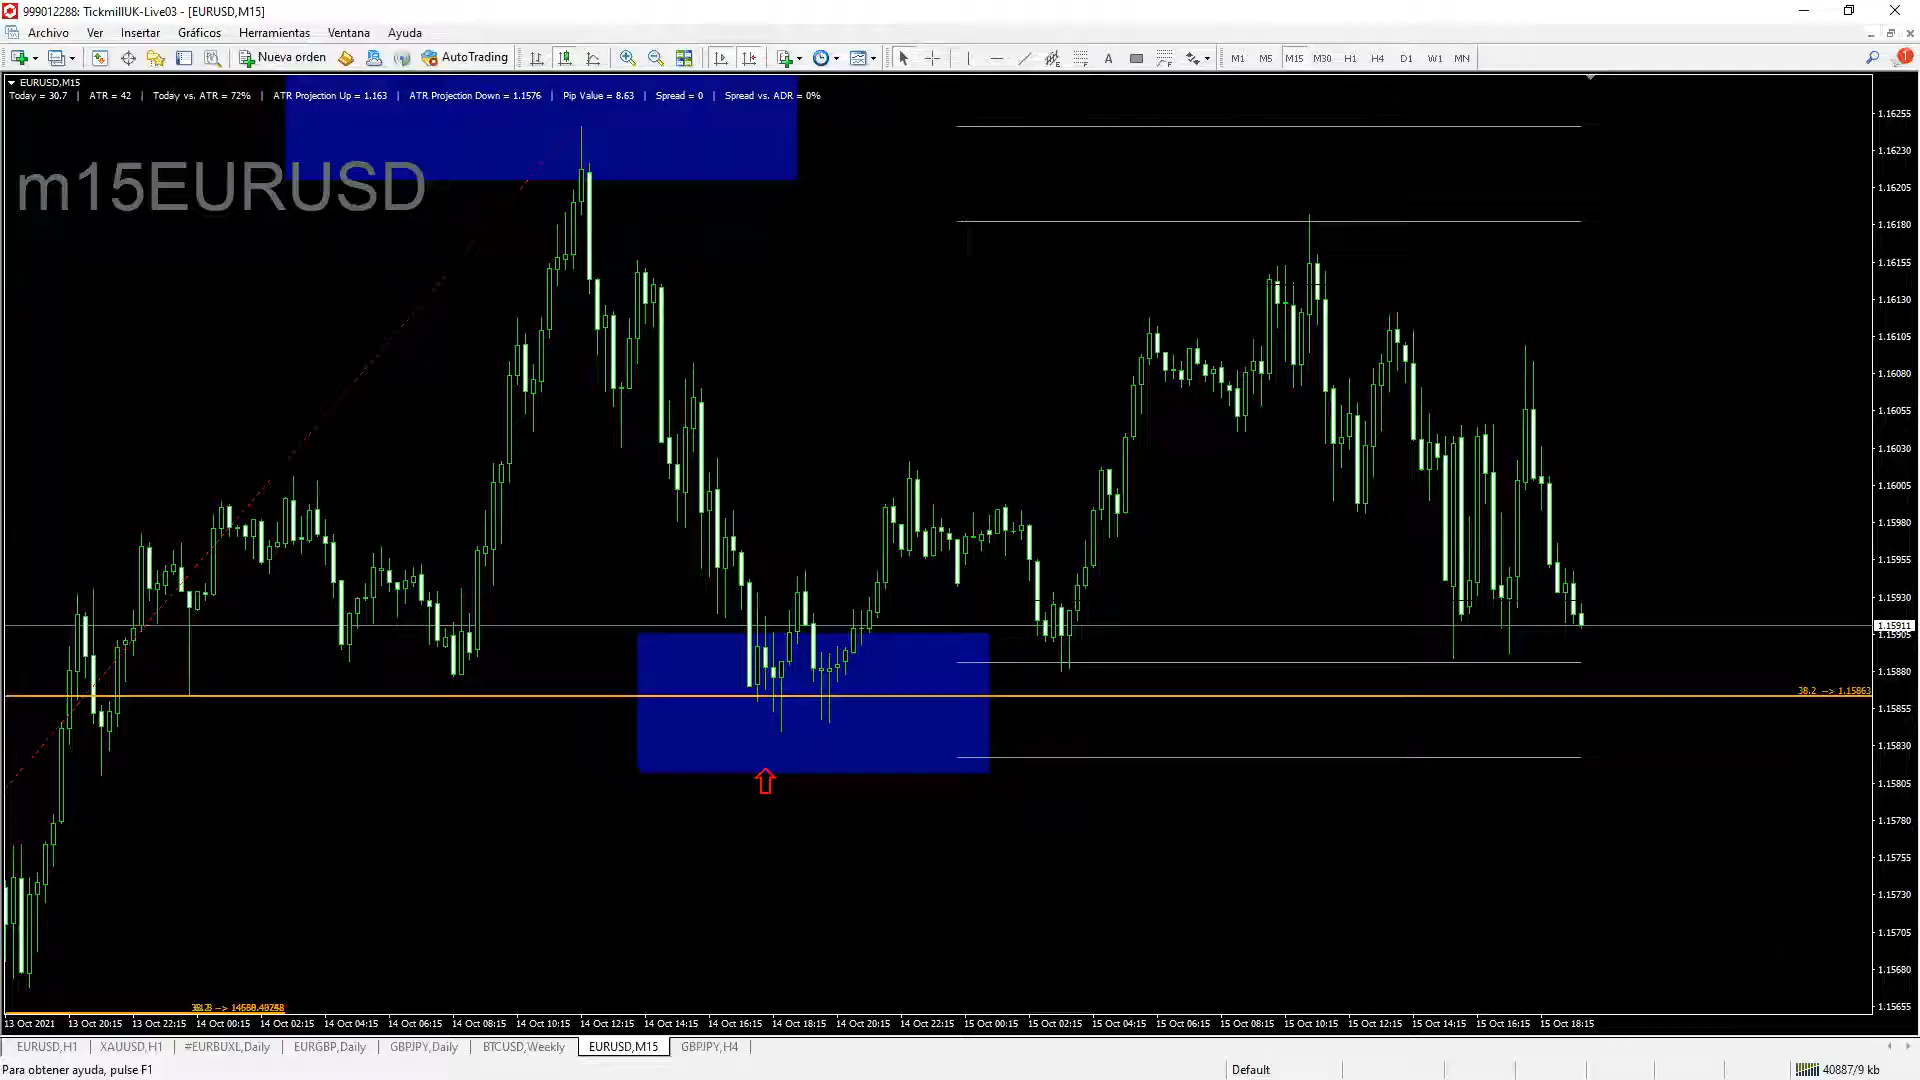 999012288: TickmillUK-Live03 - [EURUSD,M15]
Archivo Ver Insertar Gráficos Herramientas Ventana Ayuda
Nueva orden AutoTrading A M1 M5 M15 M30 H1 H4 D1 W1 MN 1
EURUSD,M15
Today = 30.7 | ATR = 42 | Today vs. ATR = 72% | ATR Projection Up = 1.163 | ATR Projection Down = 1.1576 | Pip Value = 8.63 | Spread = 0 | Spread vs. ADR = 0%
m15EURUSD
1.16255
1.16230
1.16205
1.16180
1.16155
1.16130
1.16105
1.16080
1.16055
1.16030
1.16005
1.15980
1.15955
1.15930
1.15911
1.15905
1.15880
38.2 -> 1.15863
1.15855
1.15830
1.15805
1.15780
1.15755
1.15730
1.15705
1.15680
1.15655
13 Oct 2021 13 Oct 20:15 13 Oct 22:15 14 Oct 00:15 14 Oct 02:15 14 Oct 04:15 14 Oct 06:15 14 Oct 08:15 14 Oct 10:15 14 Oct 12:15 14 Oct 14:15 14 Oct 16:15 14 Oct 18:15 14 Oct 20:15 14 Oct 22:15 15 Oct 00:15 15 Oct 02:15 15 Oct 04:15 15 Oct 06:15 15 Oct 08:15 15 Oct 10:15 15 Oct 12:15 15 Oct 14:15 15 Oct 16:15 15 Oct 18:15
EURUSD,H1 XAUUSD,H1 #EURBUXL,Daily EURGBP,Daily GBPJPY,Daily BTCUSD,Weekly EURUSD,M15 GBPJPY,H4
Para obtener ayuda, pulse F1 Default 40887/9 kb